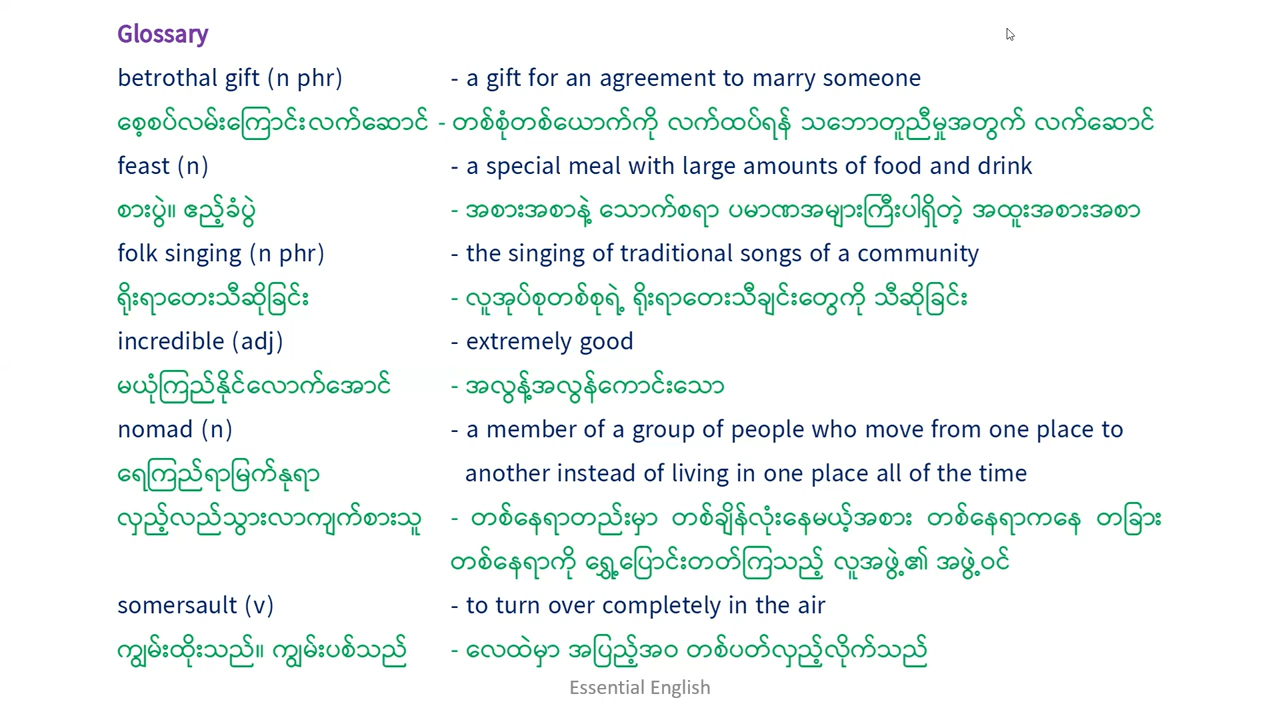 Glossary
betrothal gift (n phr) - a gift for an agreement to marry someone
စေ့စပ်လမ်းကြောင်းလက်ဆောင် - တစ်စုံတစ်ယောက်ကို လက်ထပ်ရန် သဘောတူညီမှုအတွက် လက်ဆောင်
feast (n) - a special meal with large amounts of food and drink
စားပွဲ။ ဧည့်ခံပွဲ - အစားအစာနဲ့ သောက်စရာ ပမာဏအများကြီးပါရှိတဲ့ အထူးအစားအစာ
folk singing (n phr) - the singing of traditional songs of a community
ရိုးရာတေးသီဆိုခြင်း - လူအုပ်စုတစ်စုရဲ့ ရိုးရာတေးသီချင်းတွေကို သီဆိုခြင်း
incredible (adj) - extremely good
မယုံကြည်နိုင်လောက်အောင် - အလွန့်အလွန်ကောင်းသော
nomad (n) - a member of a group of people who move from one place to
ရေကြည်ရာမြက်နုရာ another instead of living in one place all of the time
လှည့်လည်သွားလာကျက်စားသူ - တစ်နေရာတည်းမှာ တစ်ချိန်လုံးနေမယ့်အစား တစ်နေရာကနေ တခြား
တစ်နေရာကို ရွှေ့ပြောင်းတတ်ကြသည့် လူအဖွဲ့၏ အဖွဲ့ဝင်
somersault (v) - to turn over completely in the air
ကျွမ်းထိုးသည်။ ကျွမ်းပစ်သည် - လေထဲမှာ အပြည့်အဝ တစ်ပတ်လှည့်လိုက်သည်
Essential English